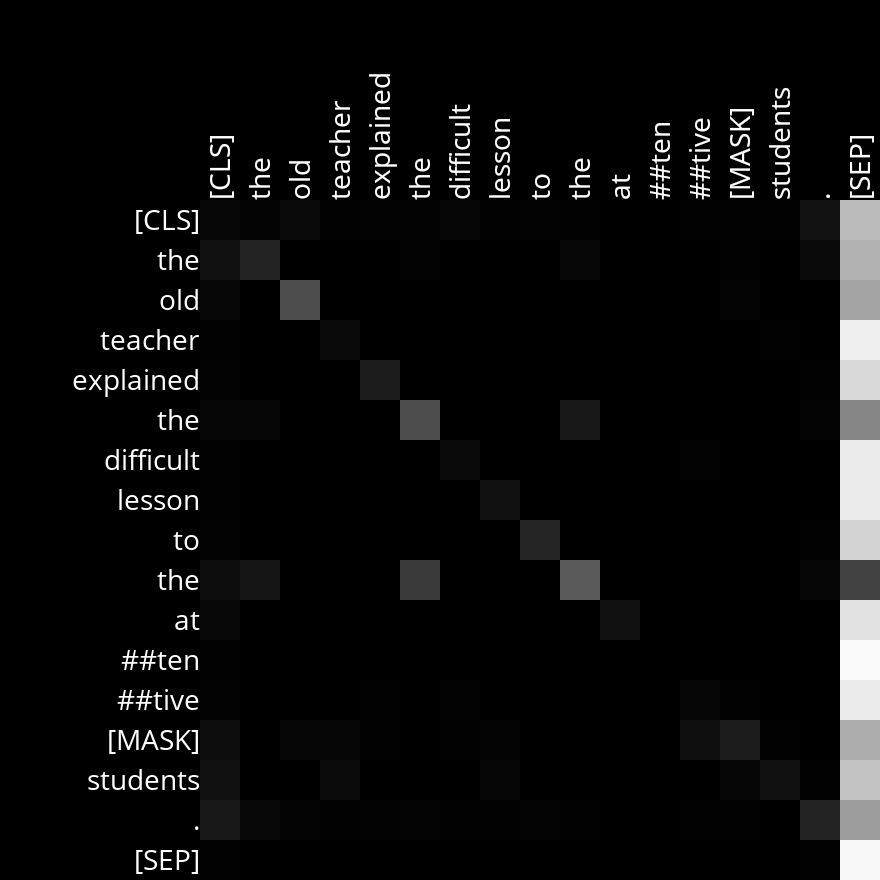 [CLS] the old teacher explained the difficult lesson to the at ##ten ##tive [MASK] students . [SEP]
[CLS]
the
old
teacher
explained
the
difficult
lesson
to
the
at
##ten
##tive
[MASK]
students
.
[SEP]